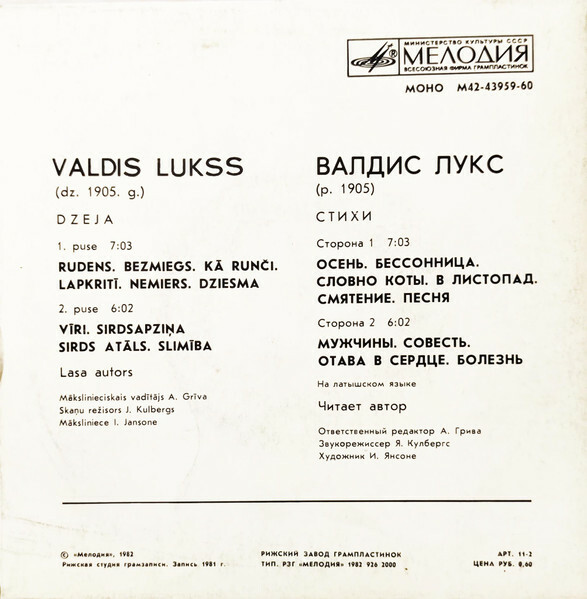 МИНИСТЕРСТВО КУЛЬТУРЫ СССР
МЕЛОДИЯ
ВСЕСОЮЗНАЯ ФИРМА ГРАМПЛАСТИНОК
МОНО М42-43959-60
VALDIS LUKSS
(dz. 1905. g.)
DZEJA
1. puse 7:03
RUDENS. BEZMIEGS. KĀ RUNČI.
LAPKRITĪ. NEMIERS. DZIESMA
2. puse 6:02
VĪRI. SIRDSAPZIŅA
SIRDS ATĀLS. SLIMĪBA
Lasa autors
Mākslinieciskais vadītājs A. Grīva
Skaņu režisors J. Kulbergs
Māksliniece I. Jansone
ВАЛДИС ЛУКС
(р. 1905)
СТИХИ
Сторона 1 7:03
ОСЕНЬ. БЕССОННИЦА.
СЛОВНО КОТЫ. В ЛИСТОПАД.
СМЯТЕНИЕ. ПЕСНЯ
Сторона 2 6:02
МУЖЧИНЫ. СОВЕСТЬ.
ОТАВА В СЕРДЦЕ. БОЛЕЗНЬ
На латышском языке
Читает автор
Ответственный редактор А. Грива
Звукорежиссер Я. Кулбергс
Художник И. Янсоне
© «Мелодия», 1982
Рижская студия грамзаписи. Запись 1981 г.
РИЖСКИЙ ЗАВОД ГРАМПЛАСТИНОК
ТИП. РЗГ «МЕЛОДИЯ» 1982 926 2000
АРТ. 11-2
ЦЕНА РУБ. 0,60